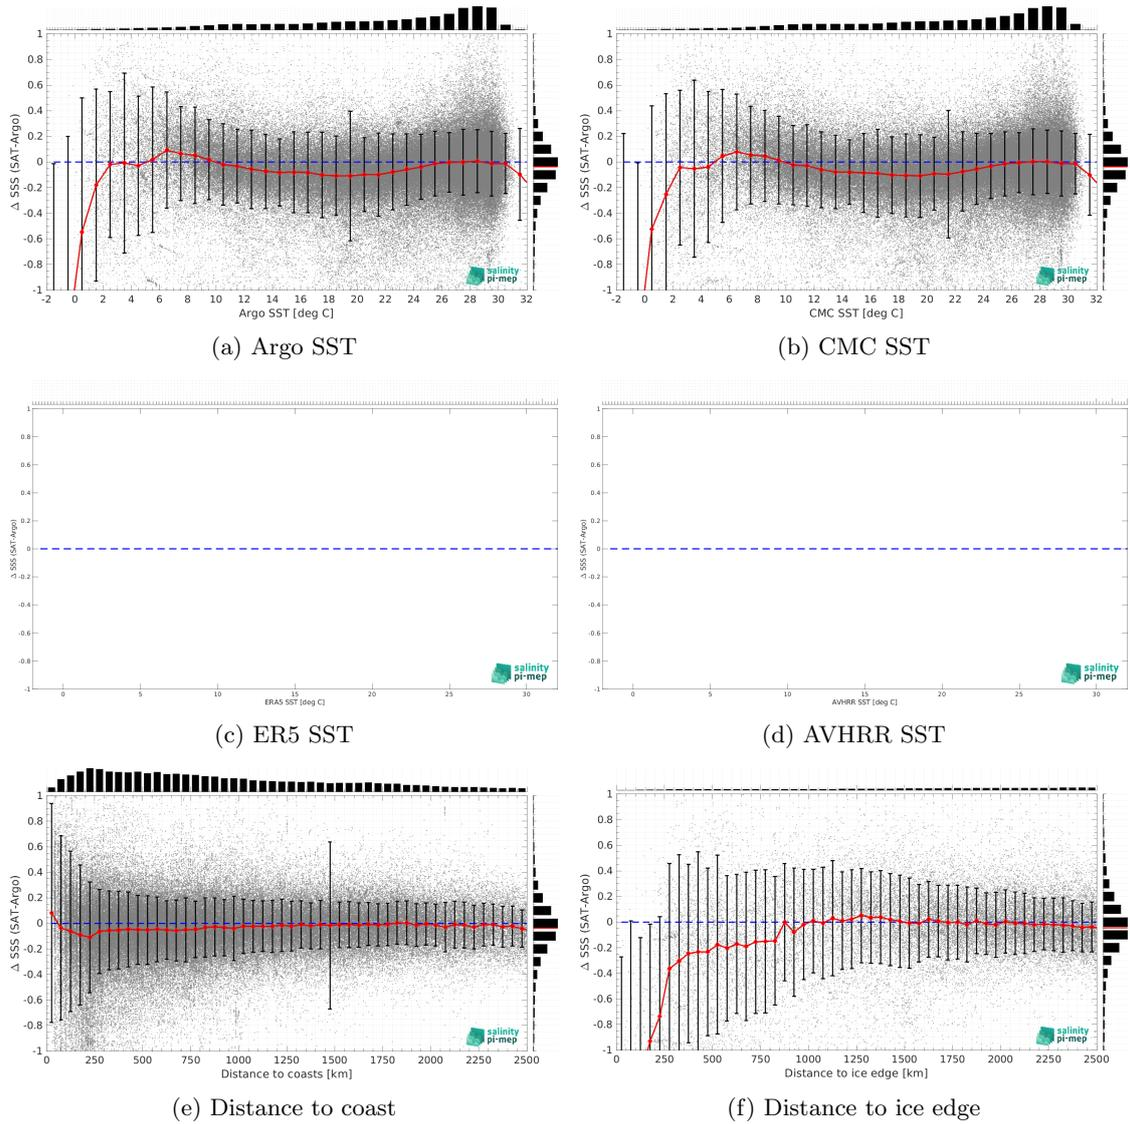 1
0.8
0.6
0.4
0.2
0
-0.2
-0.4
-0.6
-0.8
-1
Δ SSS (SAT-Argo)
salinity
pi-mep
-2 0 2 4 6 8 10 12 14 16 18 20 22 24 26 28 30 32
Argo SST [deg C]
(a) Argo SST
1
0.8
0.6
0.4
0.2
0
-0.2
-0.4
-0.6
-0.8
-1
Δ SSS (SAT-Argo)
salinity
pi-mep
-2 0 2 4 6 8 10 12 14 16 18 20 22 24 26 28 30 32
CMC SST [deg C]
(b) CMC SST
1
0.8
0.6
0.4
0.2
0
-0.2
-0.4
-0.6
-0.8
-1
Δ SSS (SAT-Argo)
salinity
pi-mep
0 5 10 15 20 25 30
ERA5 SST [deg C]
(c) ER5 SST
1
0.8
0.6
0.4
0.2
0
-0.2
-0.4
-0.6
-0.8
-1
Δ SSS (SAT-Argo)
salinity
pi-mep
0 5 10 15 20 25 30
AVHRR SST [deg C]
(d) AVHRR SST
1
0.8
0.6
0.4
0.2
0
-0.2
-0.4
-0.6
-0.8
-1
Δ SSS (SAT-Argo)
salinity
pi-mep
0 250 500 750 1000 1250 1500 1750 2000 2250 2500
Distance to coasts [km]
(e) Distance to coast
1
0.8
0.6
0.4
0.2
0
-0.2
-0.4
-0.6
-0.8
-1
Δ SSS (SAT-Argo)
salinity
pi-mep
0 250 500 750 1000 1250 1500 1750 2000 2250 2500
Distance to ice edge [km]
(f) Distance to ice edge